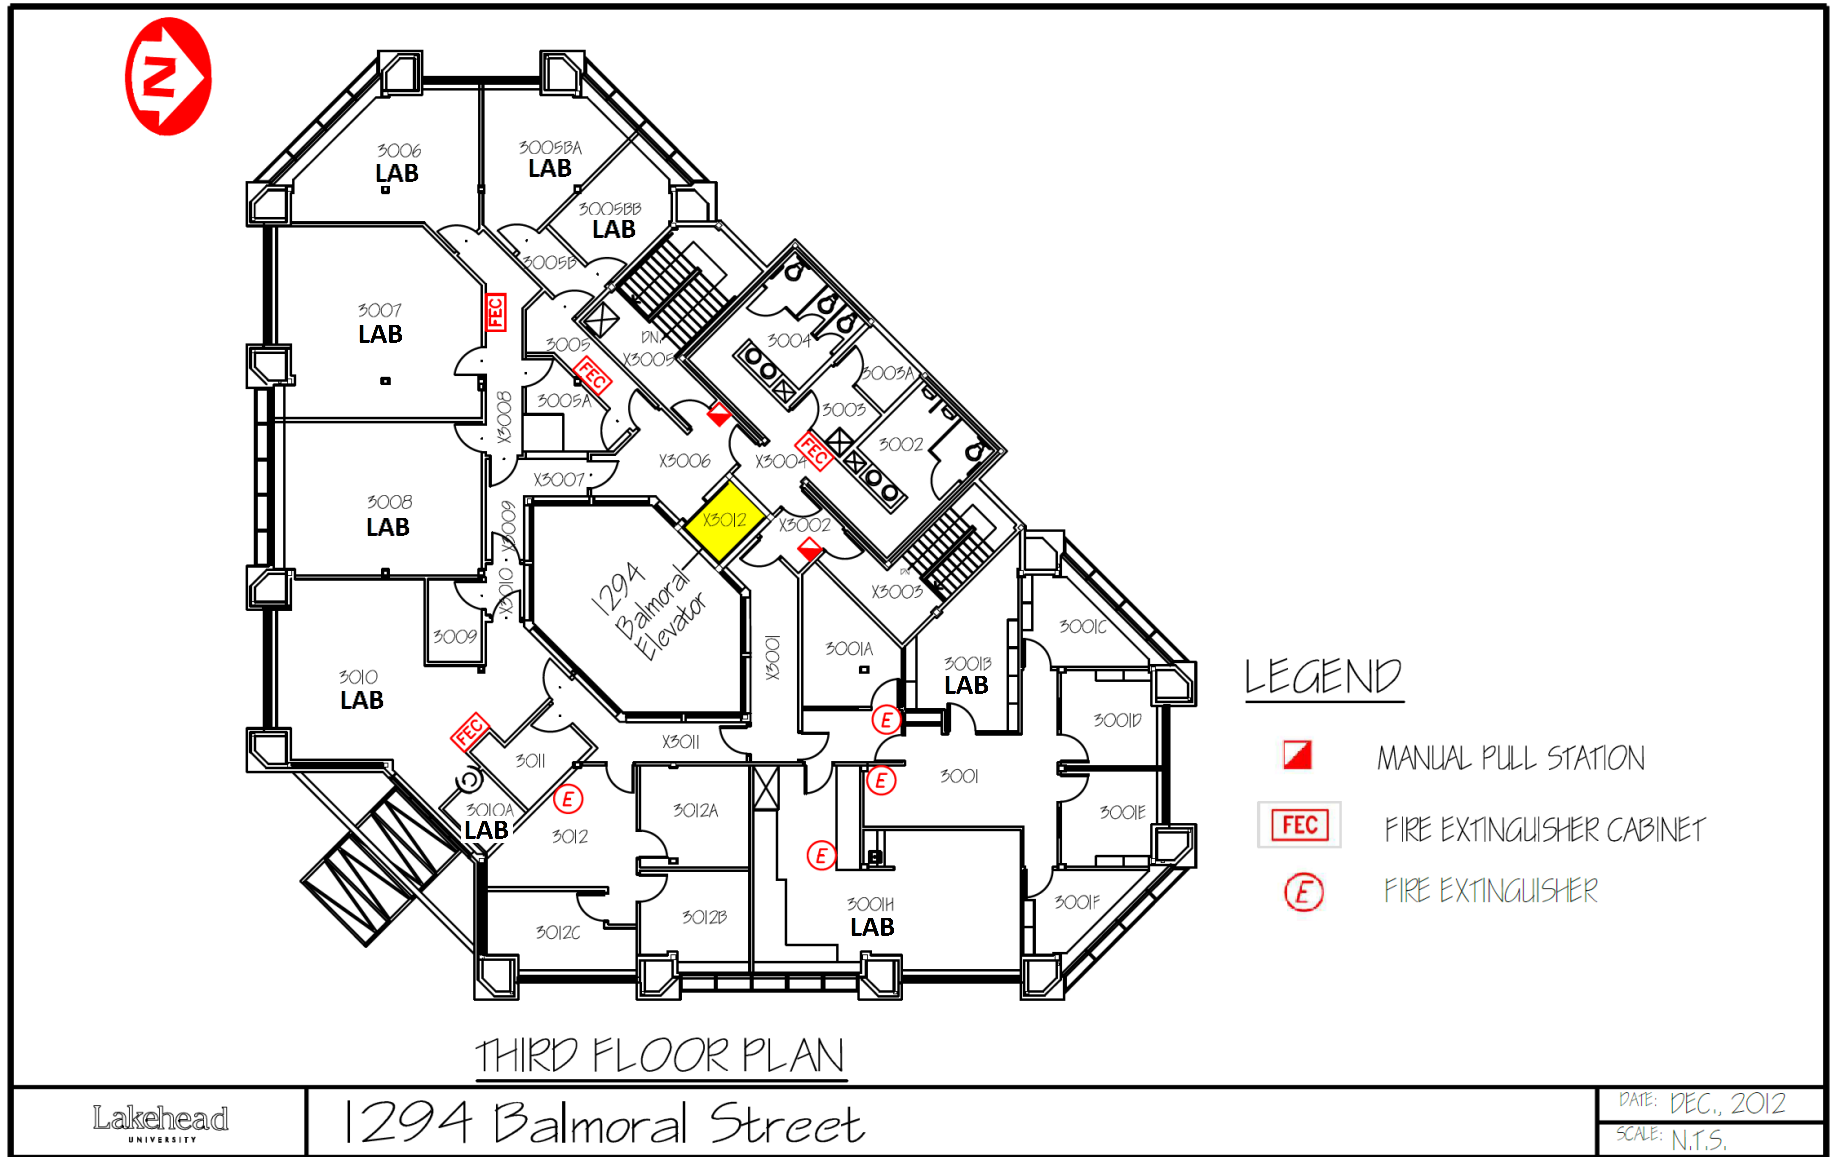 N
3006
LAB
3005BA
LAB
3005BB
LAB
3005B
3007
LAB
FEC
3005
DN.
X3005
FEC
3005A
3004
3003A
3003
3002
FEC
X3004
X3006
X3008
X3007
3008
LAB
X3009
X3012
X3002
X3010
1294
Balmoral
Elevator
DN
X3003
3009
3010
LAB
X3001
3001A
3001B
LAB
3001C
3001D
FEC
3011
X3011
E
E
3001
3001E
3010A
LAB
E
3012
3012A
E
3012C
3012B
3001H
LAB
3001F
LEGEND
MANUAL PULL STATION
FEC FIRE EXTINGUISHER CABINET
E FIRE EXTINGUISHER
THIRD FLOOR PLAN
Lakehead
UNIVERSITY
1294 Balmoral Street
DATE: DEC., 2012
SCALE: N.T.S.